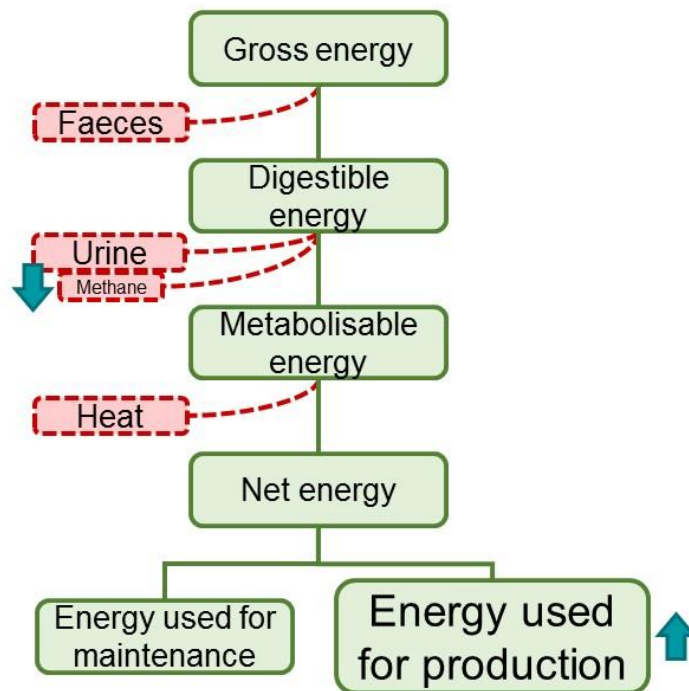 Gross energy
Faeces
Digestible
energy
Urine
Methane
Metabolisable
energy
Heat
Net energy
Energy used for
maintenance
Energy used
for production